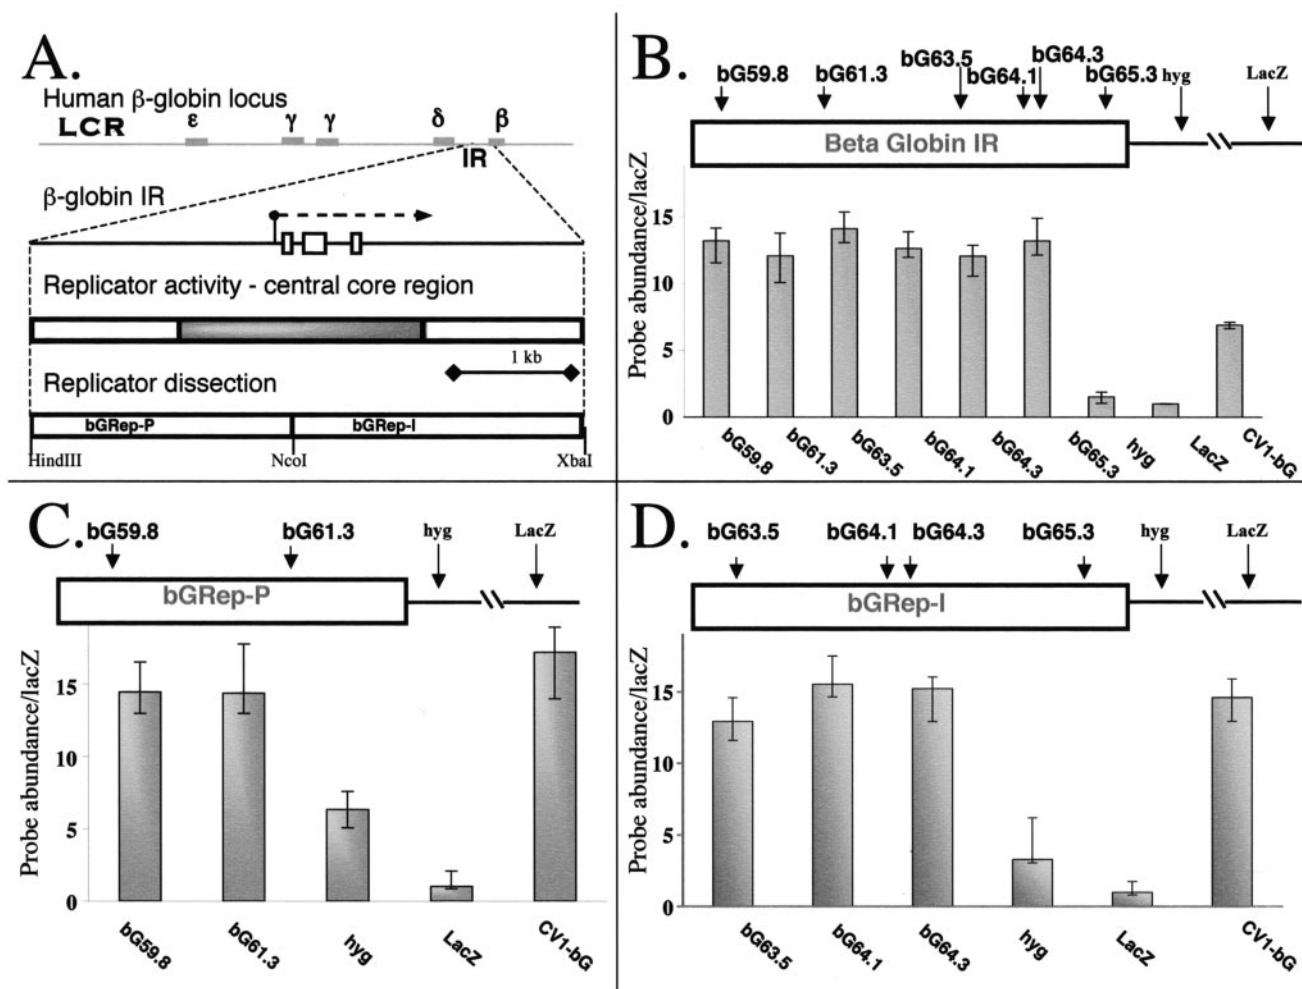 A.
Human β-globin locus
LCR ε γ γ δ β
IR
β-globin IR
Replicator activity - central core region
1 kb
Replicator dissection
bGRep-P bGRep-I
HindIII NcoI XbaI
B.
bG59.8 bG61.3 bG63.5 bG64.1 bG64.3 bG65.3 hyg LacZ
Beta Globin IR
Probe abundance/lacZ
15
10
5
0
bG59.8 bG61.3 bG63.5 bG64.1 bG64.3 bG65.3 hyg LacZ CV1-bG
C.
bG59.8 bG61.3 hyg LacZ
bGRep-P
Probe abundance/lacZ
15
10
5
0
bG59.8 bG61.3 hyg LacZ CV1-bG
D.
bG63.5 bG64.1 bG64.3 bG65.3 hyg LacZ
bGRep-I
Probe abundance/lacZ
15
10
5
0
bG63.5 bG64.1 bG64.3 hyg LacZ CV1-bG